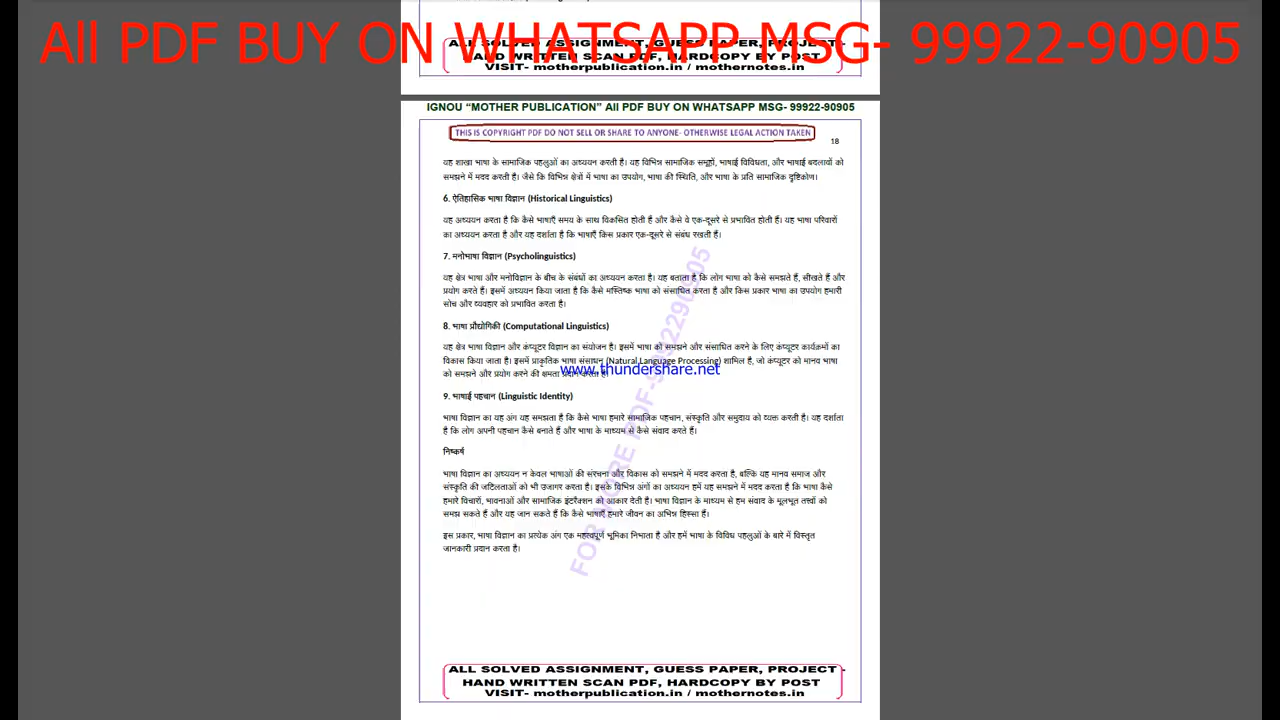 All PDF BUY ON WHATSAPP MSG- 99922-90905
ALL SOLVED ASSIGNMENT, GUESS PAPER, PROJECT -
HAND WRITTEN SCAN PDF, HARDCOPY BY POST
VISIT- motherpublication.in / mothernotes.in
IGNOU “MOTHER PUBLICATION” All PDF BUY ON WHATSAPP MSG- 99922-90905
THIS IS COPYRIGHT PDF DO NOT SELL OR SHARE TO ANYONE- OTHERWISE LEGAL ACTION TAKEN
18
यह शाखा भाषा के सामाजिक पहलुओं का अध्ययन करती है। यह विभिन्न सामाजिक समूहों, भाषाई विविधता, और भाषाई बदलावों को
समझने में मदद करती है। जैसे कि विभिन्न क्षेत्रों में भाषा का उपयोग, भाषा की स्थिति, और भाषा के प्रति सामाजिक दृष्टिकोण।
6. ऐतिहासिक भाषा विज्ञान (Historical Linguistics)
यह अध्ययन करता है कि कैसे भाषाएँ समय के साथ विकसित होती हैं और कैसे वे एक-दूसरे से प्रभावित होती हैं। यह भाषा परिवारों
का अध्ययन करता है और यह दर्शाता है कि भाषाएँ किस प्रकार एक-दूसरे से संबंध रखती हैं।
7. मनोभाषा विज्ञान (Psycholinguistics)
यह क्षेत्र भाषा और मनोविज्ञान के बीच के संबंधों का अध्ययन करता है। यह बताता है कि लोग भाषा को कैसे समझते हैं, सीखते हैं और
प्रयोग करते हैं। इसमें अध्ययन किया जाता है कि कैसे मस्तिष्क भाषा को संसाधित करता है और किस प्रकार भाषा का उपयोग हमारी
सोच और व्यवहार को प्रभावित करता है।
8. भाषा प्रौद्योगिकी (Computational Linguistics)
यह क्षेत्र भाषा विज्ञान और कंप्यूटर विज्ञान का संयोजन है। इसमें भाषा को समझने और संसाधित करने के लिए कंप्यूटर कार्यक्रमों का
विकास किया जाता है। इसमें प्राकृतिक भाषा संसाधन (Natural Language Processing) शामिल है, जो कंप्यूटर को मानव भाषा
को समझने और प्रयोग करने की क्षमता प्रदान करता है।
www.thundershare.net
9. भाषाई पहचान (Linguistic Identity)
भाषा विज्ञान का यह अंग यह समझता है कि कैसे भाषा हमारे सामाजिक पहचान, संस्कृति और समुदाय को व्यक्त करती है। यह दर्शाता
है कि लोग अपनी पहचान कैसे बनाते हैं और भाषा के माध्यम से कैसे संवाद करते हैं।
निष्कर्ष
भाषा विज्ञान का अध्ययन न केवल भाषाओं की संरचना और विकास को समझने में मदद करता है, बल्कि यह मानव समाज और
संस्कृति की जटिलताओं को भी उजागर करता है। इसके विभिन्न अंगों का अध्ययन हमें यह समझने में मदद करता है कि भाषा कैसे
हमारे विचारों, भावनाओं और सामाजिक इंटरैक्शन को आकार देती है। भाषा विज्ञान के माध्यम से हम संवाद के मूलभूत तत्वों को
समझ सकते हैं और यह जान सकते हैं कि कैसे भाषाएँ हमारे जीवन का अभिन्न हिस्सा हैं।
इस प्रकार, भाषा विज्ञान का प्रत्येक अंग एक महत्वपूर्ण भूमिका निभाता है और हमें भाषा के विविध पहलुओं के बारे में विस्तृत
जानकारी प्रदान करता है।
FOR MORE PDF-9992290905
ALL SOLVED ASSIGNMENT, GUESS PAPER, PROJECT -
HAND WRITTEN SCAN PDF, HARDCOPY BY POST
VISIT- motherpublication.in / mothernotes.in